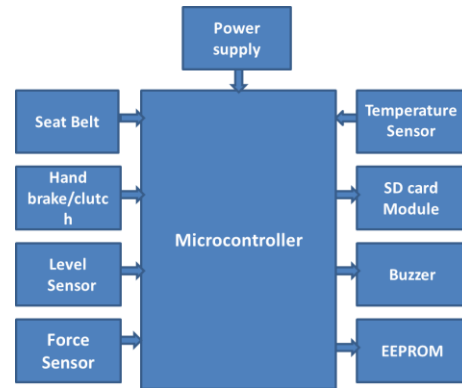 Power
supply
Seat Belt
Hand
brake/clutc
h
Level
Sensor
Force
Sensor
Microcontroller
Temperature
Sensor
SD card
Module
Buzzer
EEPROM